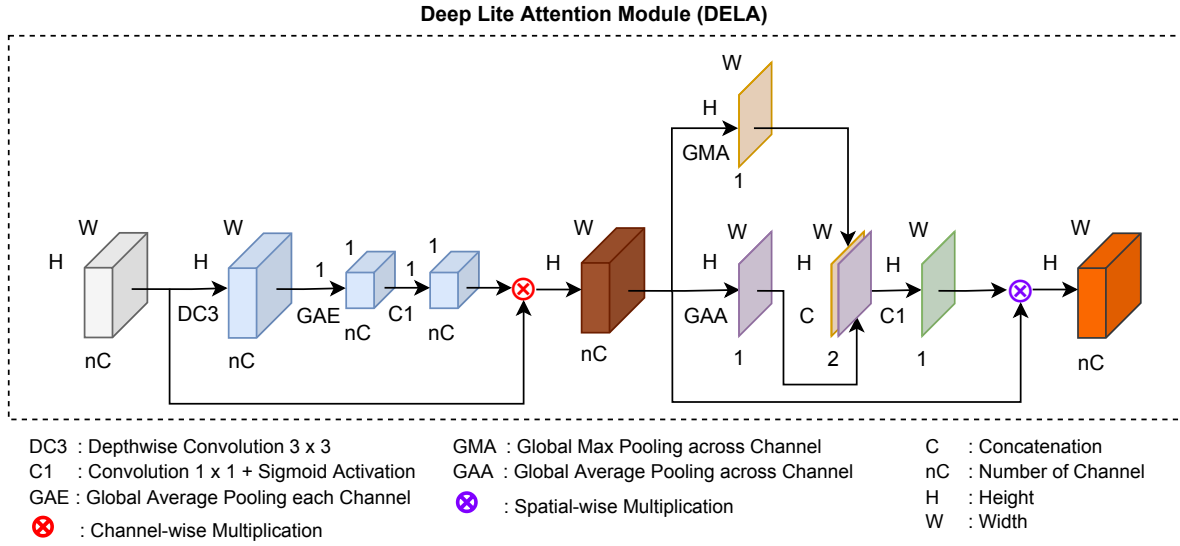 Deep Lite Attention Module (DELA)
W
H
GMA
1
W
H
nC
W
H
DC3
nC
1
1
GAE
nC
1
1
C1
nC
W
H
nC
W
H
GAA
1
W
H
C
2
W
H
C1
1
W
H
nC
DC3 : Depthwise Convolution 3 x 3
C1 : Convolution 1 x 1 + Sigmoid Activation
GAE : Global Average Pooling each Channel
: Channel-wise Multiplication
GMA : Global Max Pooling across Channel
GAA : Global Average Pooling across Channel
: Spatial-wise Multiplication
C : Concatenation
nC : Number of Channel
H : Height
W : Width